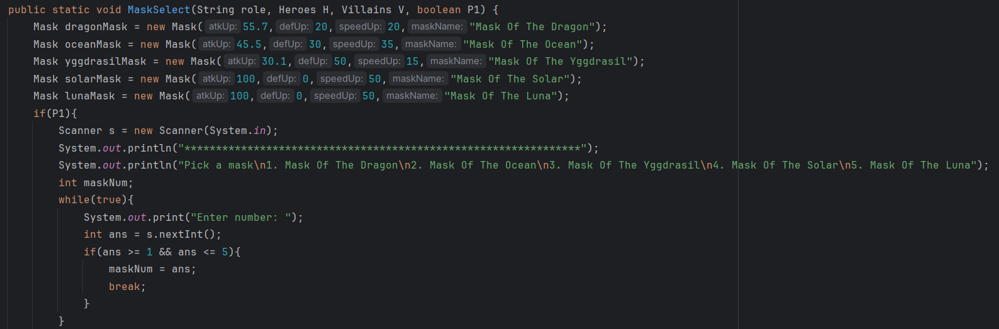 public static void MaskSelect(String role, Heroes H, Villains V, boolean P1) {
Mask dragonMask = new Mask( atkUp: 55.7, defUp: 20, speedUp: 20, maskName: "Mask Of The Dragon");
Mask oceanMask = new Mask( atkUp: 45.5, defUp: 30, speedUp: 35, maskName: "Mask Of The Ocean");
Mask yggdrasilMask = new Mask( atkUp: 30.1, defUp: 50, speedUp: 15, maskName: "Mask Of The Yggdrasil");
Mask solarMask = new Mask( atkUp: 100, defUp: 0, speedUp: 50, maskName: "Mask Of The Solar");
Mask lunaMask = new Mask( atkUp: 100, defUp: 0, speedUp: 50, maskName: "Mask Of The Luna");
if(P1){
Scanner s = new Scanner(System.in);
System.out.println("***************************************************************");
System.out.println("Pick a mask\n1. Mask Of The Dragon\n2. Mask Of The Ocean\n3. Mask Of The Yggdrasil\n4. Mask Of The Solar\n5. Mask Of The Luna");
int maskNum;
while(true){
System.out.print("Enter number: ");
int ans = s.nextInt();
if(ans >= 1 && ans <= 5){
maskNum = ans;
break;
}
}